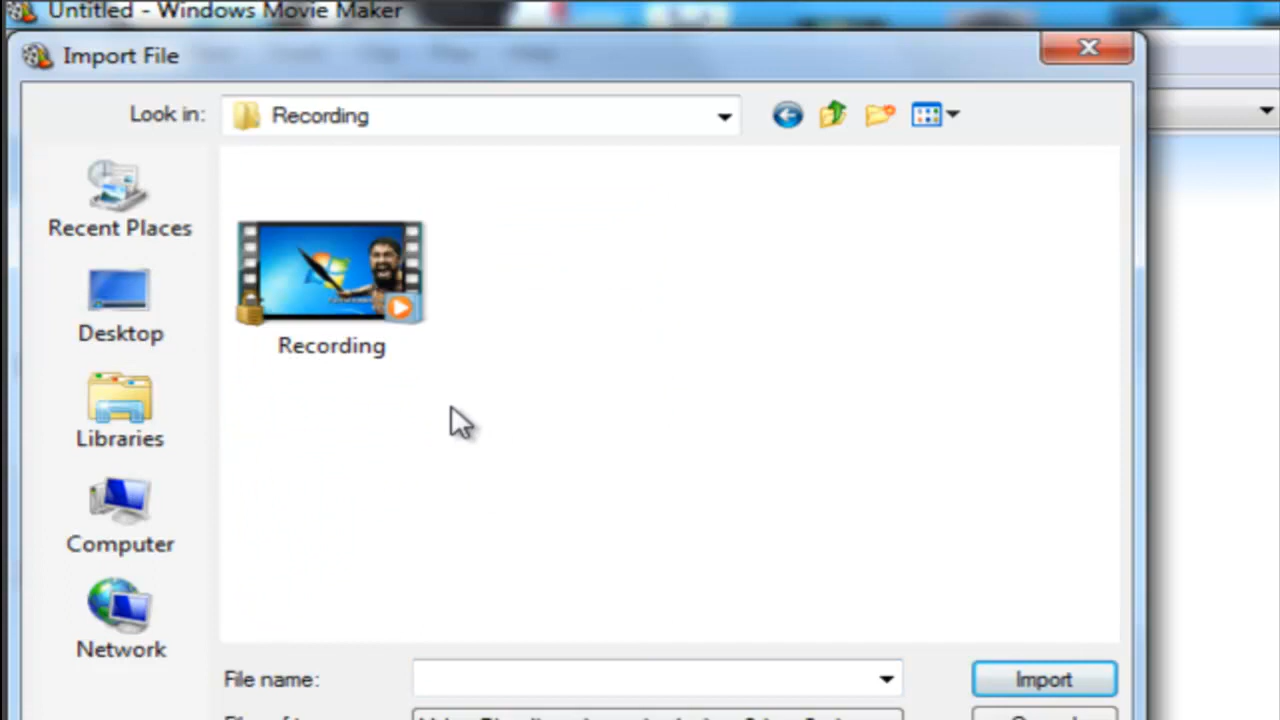 Untitled - Windows Movie Maker
Import File
Look in:
Recording
Recent Places
Desktop
Libraries
Computer
Network
Recording
File name:
Import